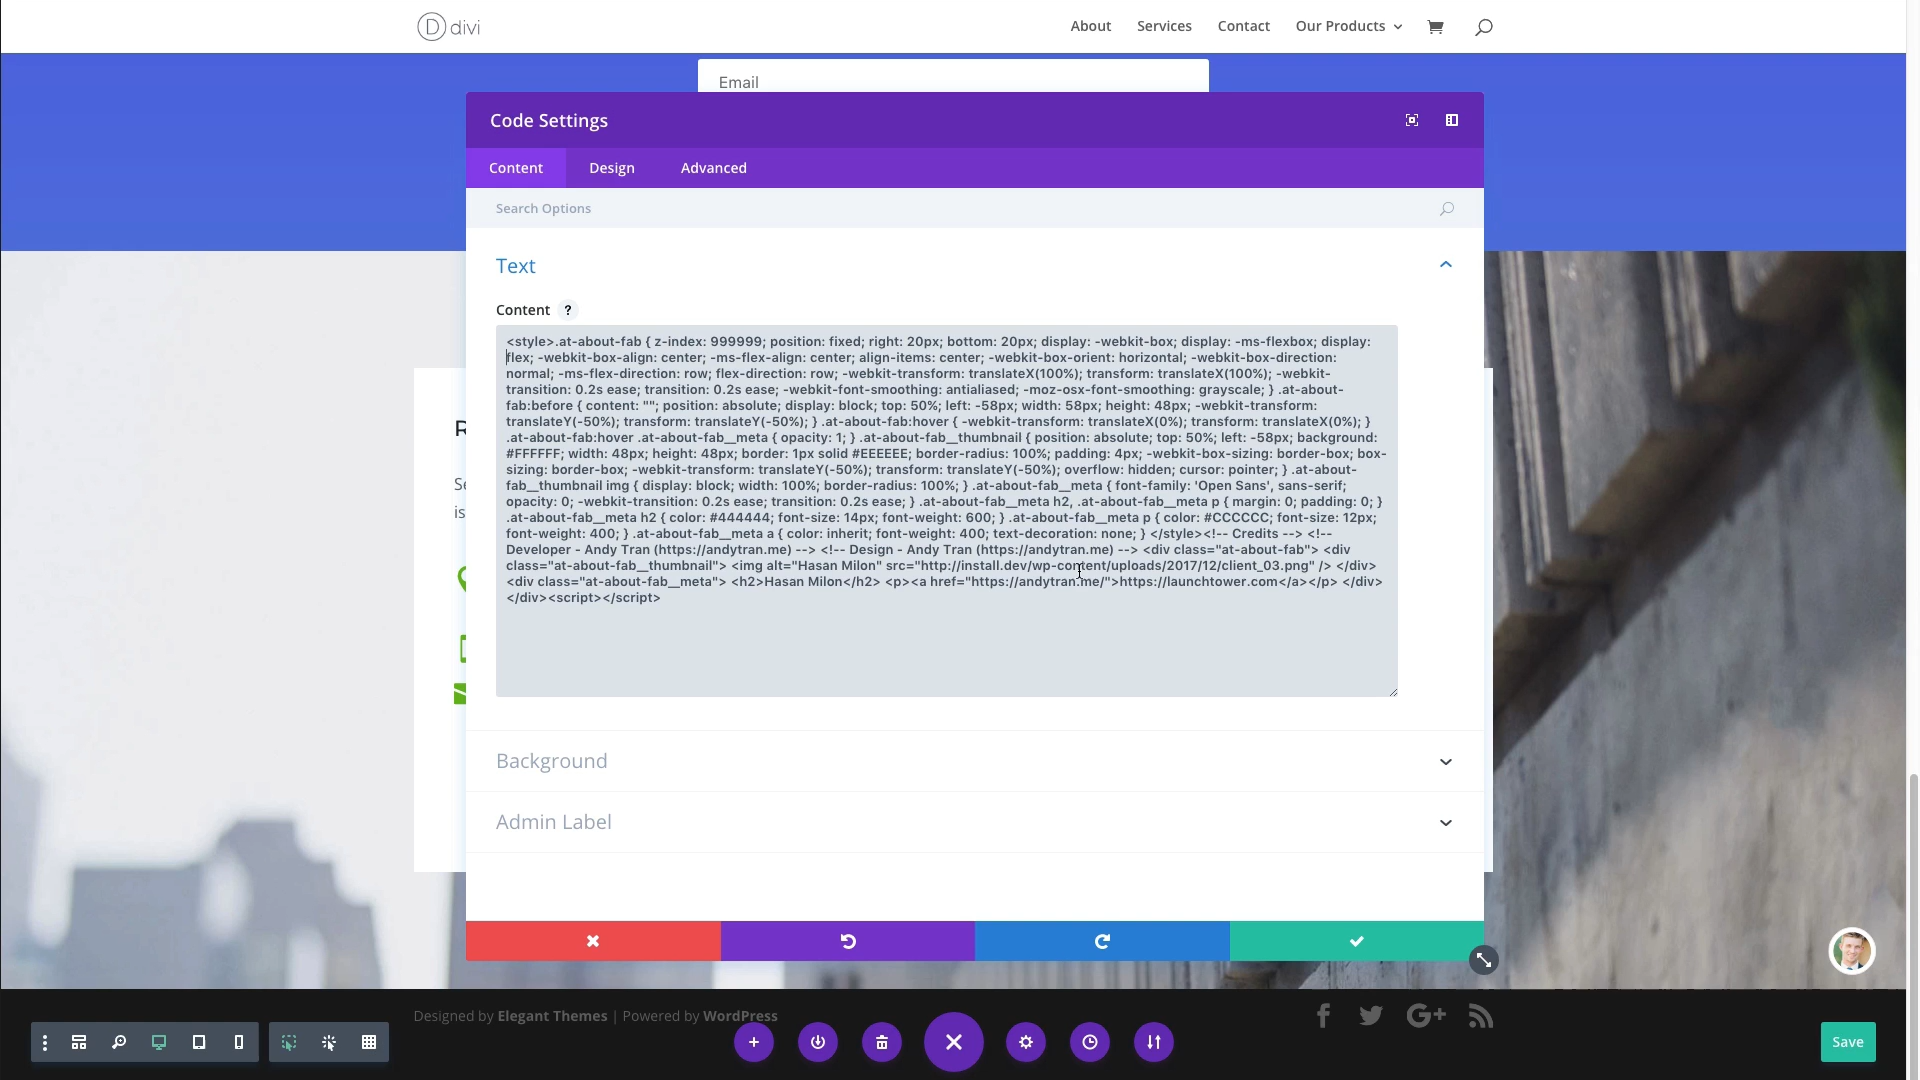 D divi
About Services Contact Our Products
Email
Code Settings
Content Design Advanced
Search Options
Text
Content ?
<style>.at-about-fab { z-index: 999999; position: fixed; right: 20px; bottom: 20px; display: -webkit-box; display: -ms-flexbox; display:
flex; -webkit-box-align: center; -ms-flex-align: center; align-items: center; -webkit-box-orient: horizontal; -webkit-box-direction:
normal; -ms-flex-direction: row; flex-direction: row; -webkit-transform: translateX(100%); transform: translateX(100%); -webkit-
transition: 0.2s ease; transition: 0.2s ease; -webkit-font-smoothing: antialiased; -moz-osx-font-smoothing: grayscale; } .at-about-
fab:before { content: ""; position: absolute; display: block; top: 50%; left: -58px; width: 58px; height: 48px; -webkit-transform:
translateY(-50%); transform: translateY(-50%); } .at-about-fab:hover { -webkit-transform: translateX(0%); transform: translateX(0%); }
.at-about-fab:hover .at-about-fab__meta { opacity: 1; } .at-about-fab__thumbnail { position: absolute; top: 50%; left: -58px; background:
#FFFFFF; width: 48px; height: 48px; border: 1px solid #EEEEEE; border-radius: 100%; padding: 4px; -webkit-box-sizing: border-box; box-
sizing: border-box; -webkit-transform: translateY(-50%); transform: translateY(-50%); overflow: hidden; cursor: pointer; } .at-about-
fab__thumbnail img { display: block; width: 100%; border-radius: 100%; } .at-about-fab__meta { font-family: 'Open Sans', sans-serif;
opacity: 0; -webkit-transition: 0.2s ease; transition: 0.2s ease; } .at-about-fab__meta h2, .at-about-fab__meta p { margin: 0; padding: 0; }
.at-about-fab__meta h2 { color: #444444; font-size: 14px; font-weight: 600; } .at-about-fab__meta p { color: #CCCCCC; font-size: 12px;
font-weight: 400; } .at-about-fab__meta a { color: inherit; font-weight: 400; text-decoration: none; } </style><!-- Credits --> <!--
Developer - Andy Tran (https://andytran.me) --> <!-- Design - Andy Tran (https://andytran.me) --> <div class="at-about-fab"> <div
class="at-about-fab__thumbnail"> <img alt="Hasan Milon" src="http://install.dev/wp-content/uploads/2017/12/client_03.png" /> </div>
<div class="at-about-fab__meta"> <h2>Hasan Milon</h2> <p><a href="https://andytran.me/">https://launchtower.com</a></p> </div>
</div><script></script>
R
Se
is
Background
Admin Label
Designed by Elegant Themes | Powered by WordPress
Save